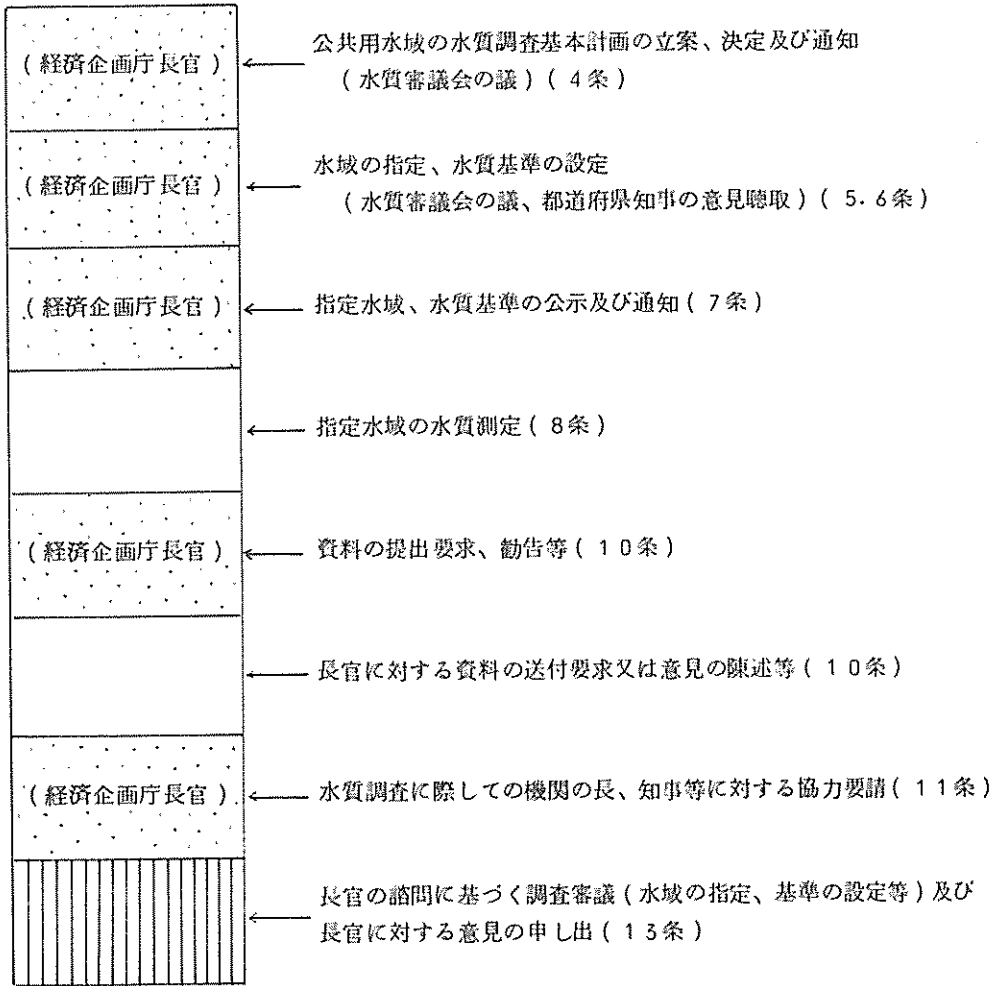 (経済企画庁長官)
公共用水域の水質調査基本計画の立案、決定及び通知
(水質審議会の議)(4条)
(経済企画庁長官)
水域の指定、水質基準の設定
(水質審議会の議、都道府県知事の意見聴取)(5.6条)
(経済企画庁長官)
指定水域、水質基準の公示及び通知(7条)
指定水域の水質測定(8条)
(経済企画庁長官)
資料の提出要求、勧告等(10条)
長官に対する資料の送付要求又は意見の陳述等(10条)
(経済企画庁長官)
水質調査に際しての機関の長、知事等に対する協力要請(11条)
長官の諮問に基づく調査審議(水域の指定、基準の設定等)及び
長官に対する意見の申し出(13条)